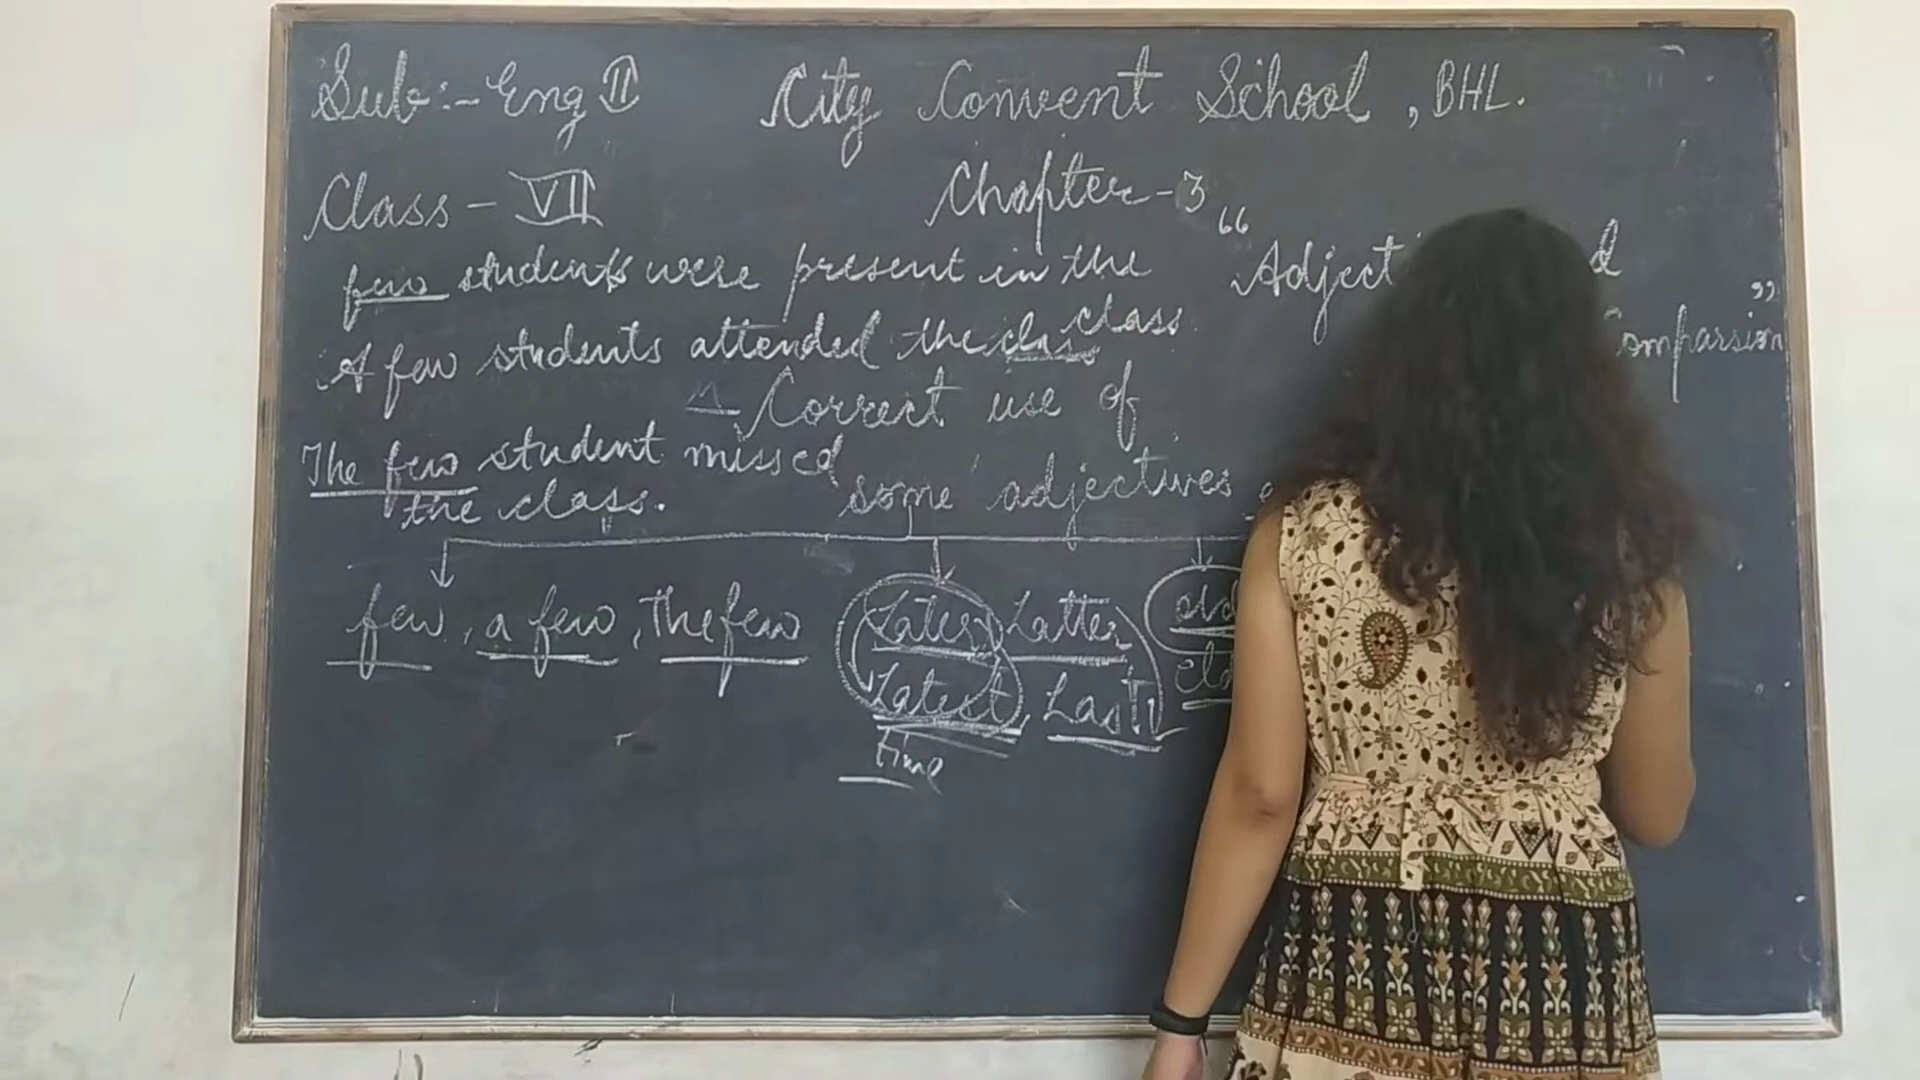 Sub:- Eng II City Convent School, BHL.
Class - VII Chapter - 3
few students were present in the "Adject
A few students attended the clas class
omparsion"
Correct use of
The few student missed
the class.
some adjectives
few, a few, The few
Later, Latter
Latest, Last
time